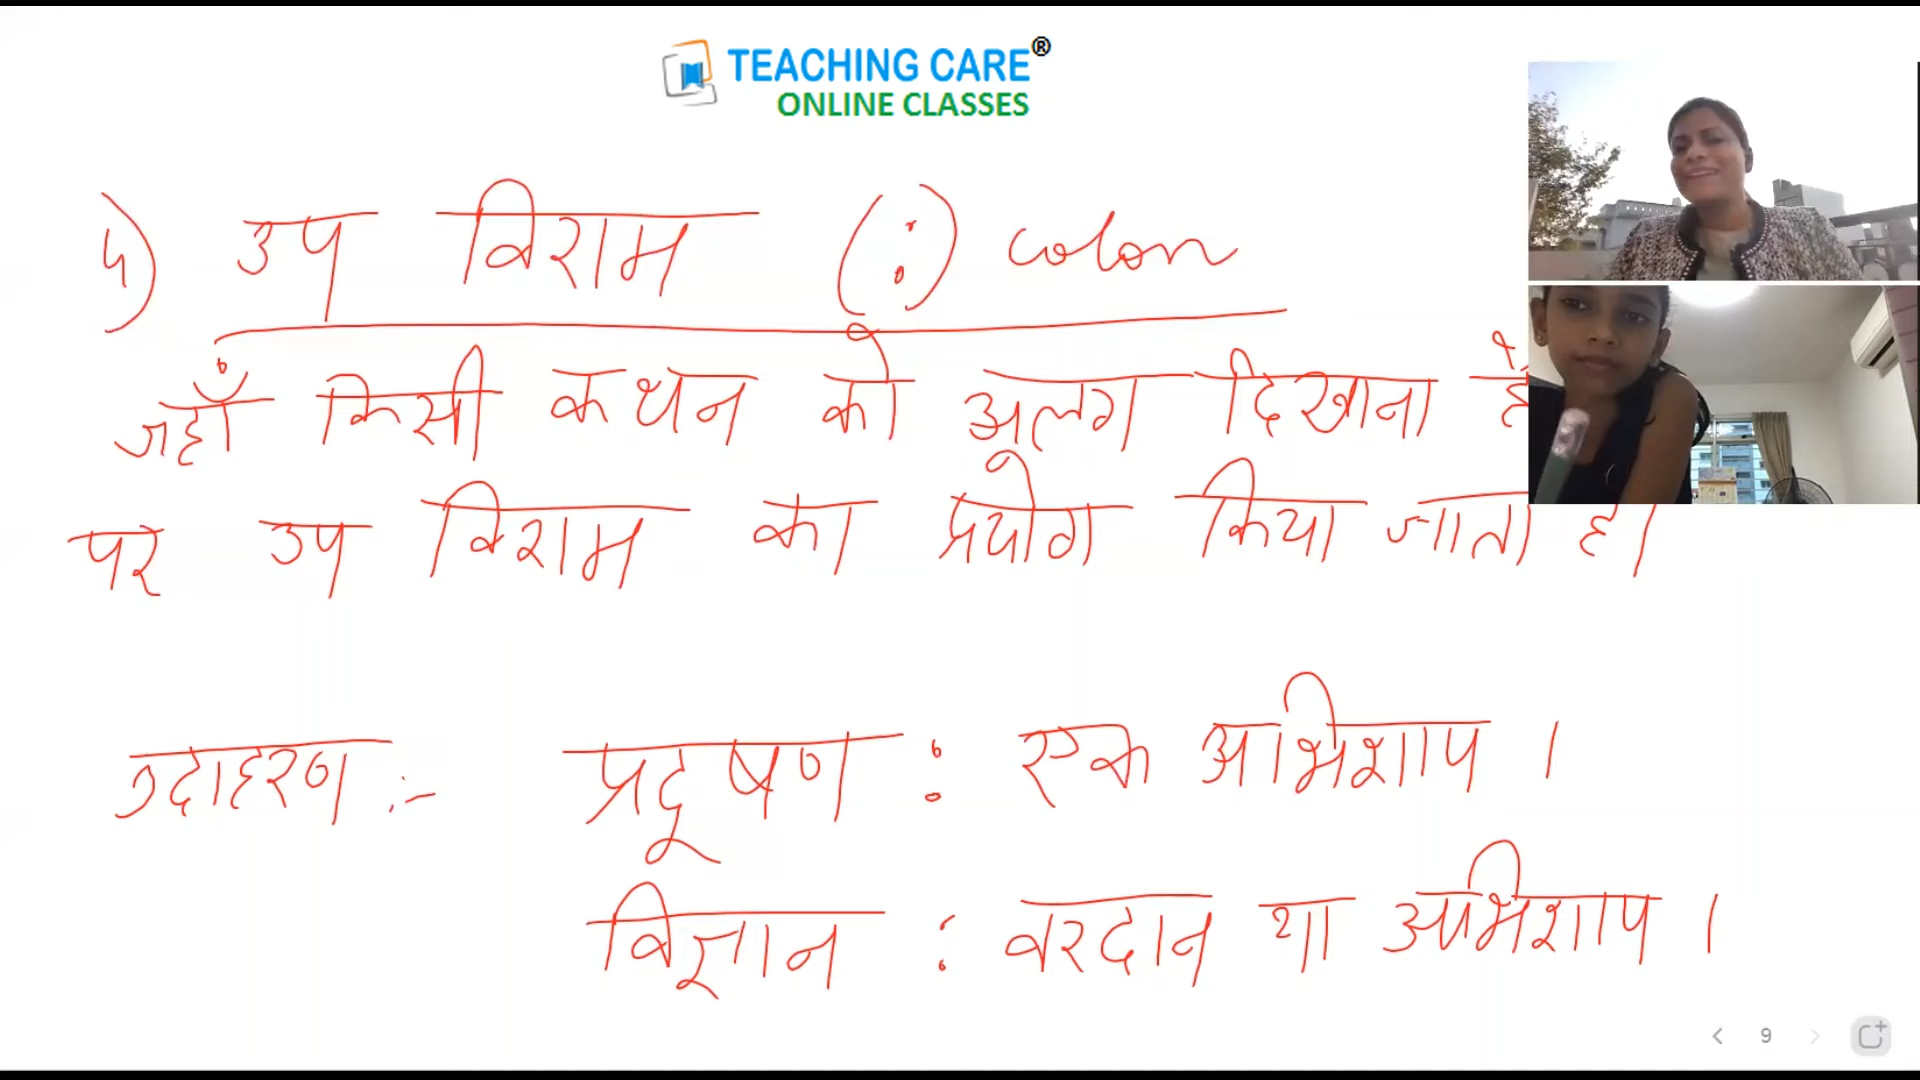 TEACHING CARE®
ONLINE CLASSES
५) उप विराम (:) colon
जहाँ किसी कथन को अलग दिखाना
पर उप विराम का प्रयोग किया जाता है।
उदाहरण :- प्रदूषण : एक अभिशाप ।
विज्ञान : वरदान या अभिशाप ।
9